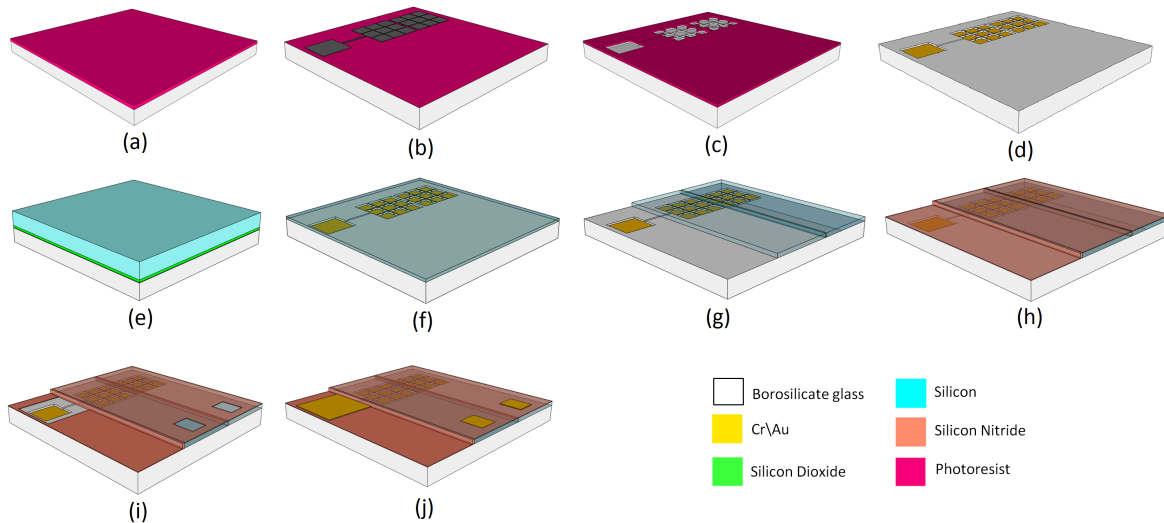 (a)
(b)
(c)
(d)
(e)
(f)
(g)
(h)
(i)
(j)
Borosilicate glass
Silicon
Cr\Au
Silicon Nitride
Silicon Dioxide
Photoresist